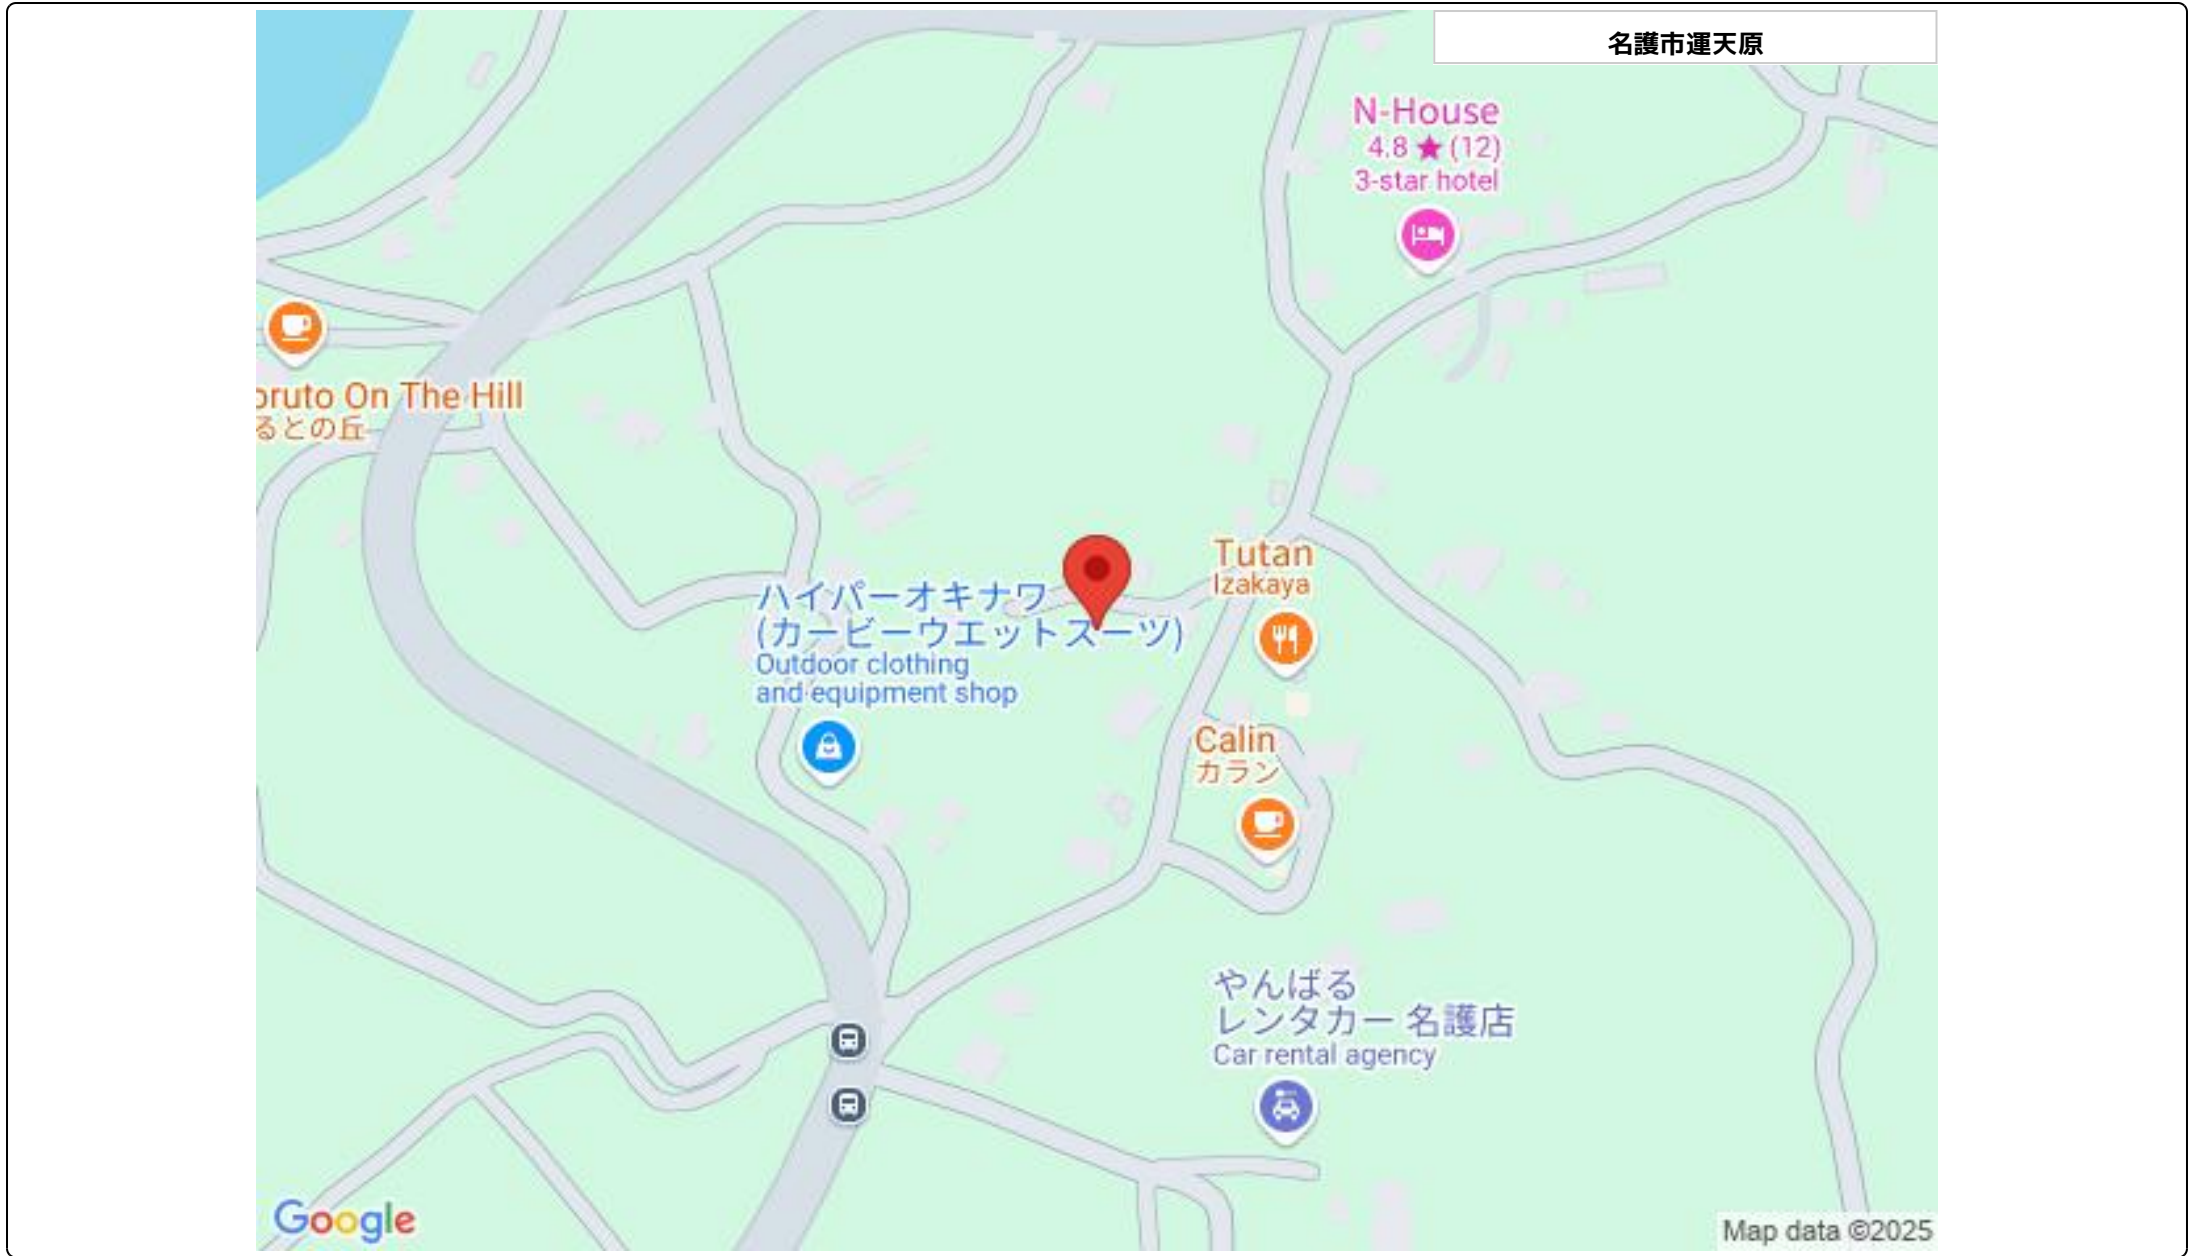 名護市運天原
N-House
4.8 ★ (12)
3-star hotel
oruto On The Hill
るとの丘
Tutan
Izakaya
ハイパーオキナワ
(カービーウエットスーツ)
Outdoor clothing
and equipment shop
Calin
カラン
やんばる
レンタカー 名護店
Car rental agency
Google
Map data ©2025